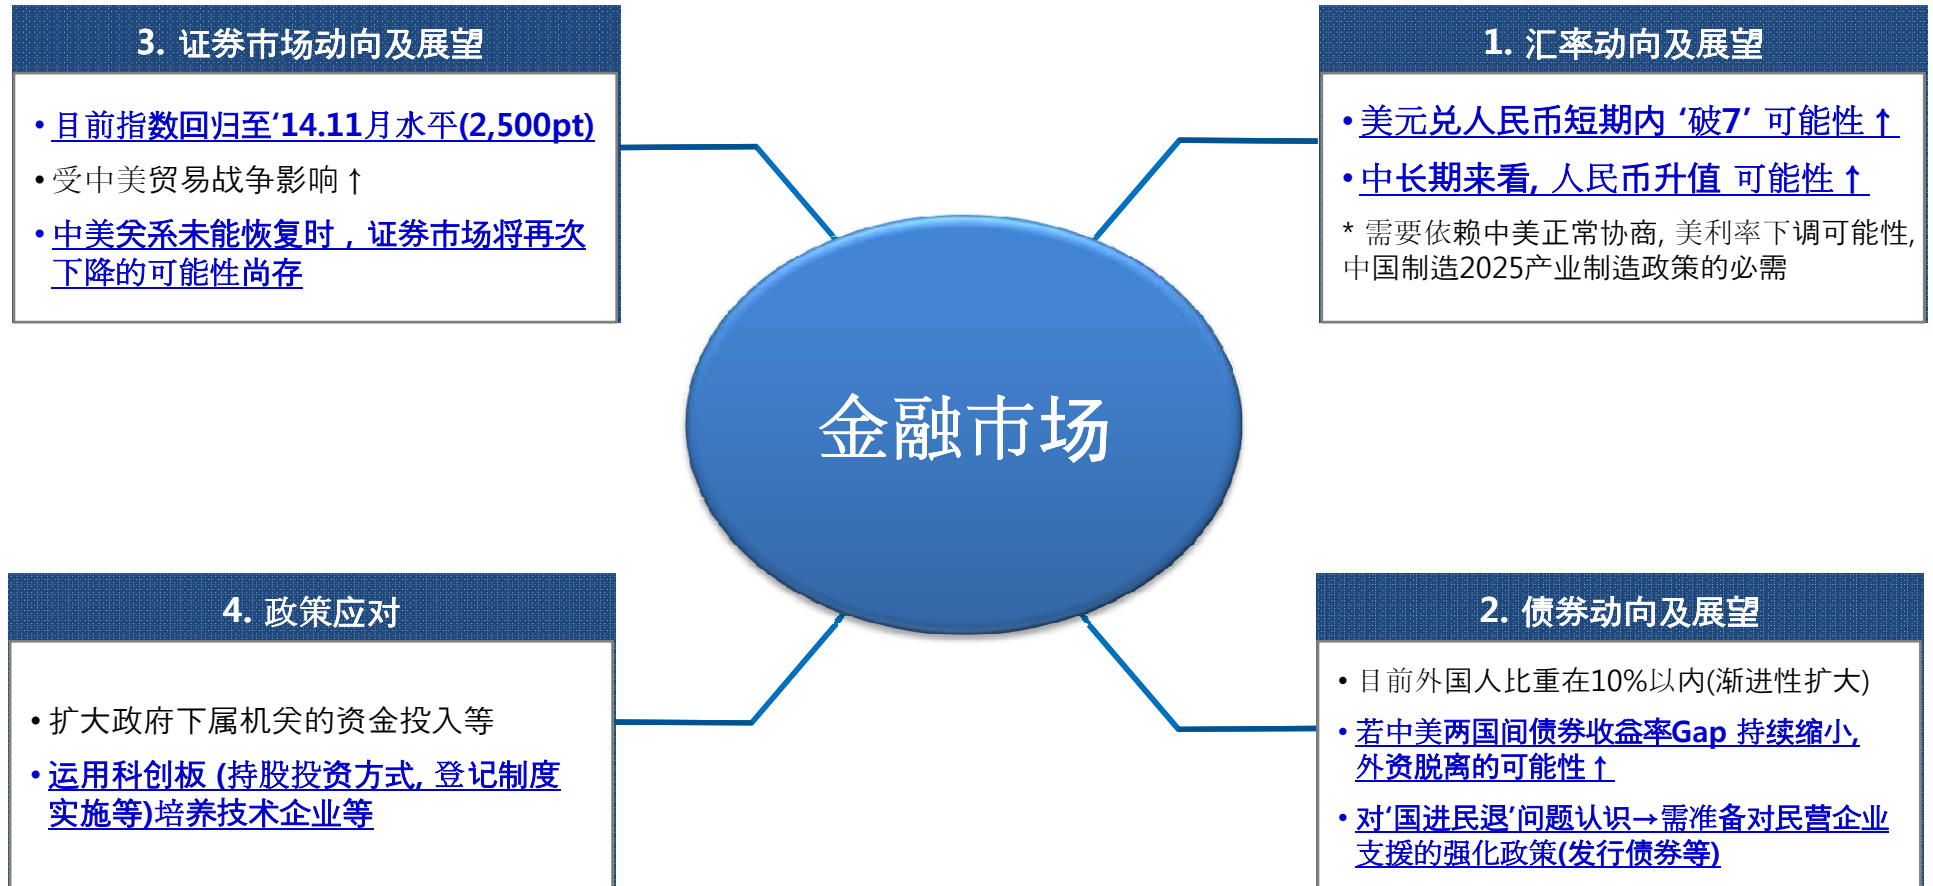 3. 证券市场动向及展望
• 目前指数回归至‘14.11月水平(2,500pt)
• 受中美贸易战争影响↑
• 中美关系未能恢复时，证券市场将再次
下降的可能性尚存
1. 汇率动向及展望
• 美元兑人民币短期内 ‘破7’ 可能性↑
• 中长期来看, 人民币升值 可能性↑
* 需要依赖中美正常协商, 美利率下调可能性,
中国制造2025产业制造政策的必需
金融市场
4. 政策应对
• 扩大政府下属机关的资金投入等
• 运用科创板 (持股投资方式, 登记制度
实施等)培养技术企业等
2. 债券动向及展望
• 目前外国人比重在10%以内(渐进性扩大)
• 若中美两国间债券收益率Gap 持续缩小,
外资脱离的可能性↑
• 对‘国进民退’问题认识→需准备对民营企业
支援的强化政策(发行债券等)